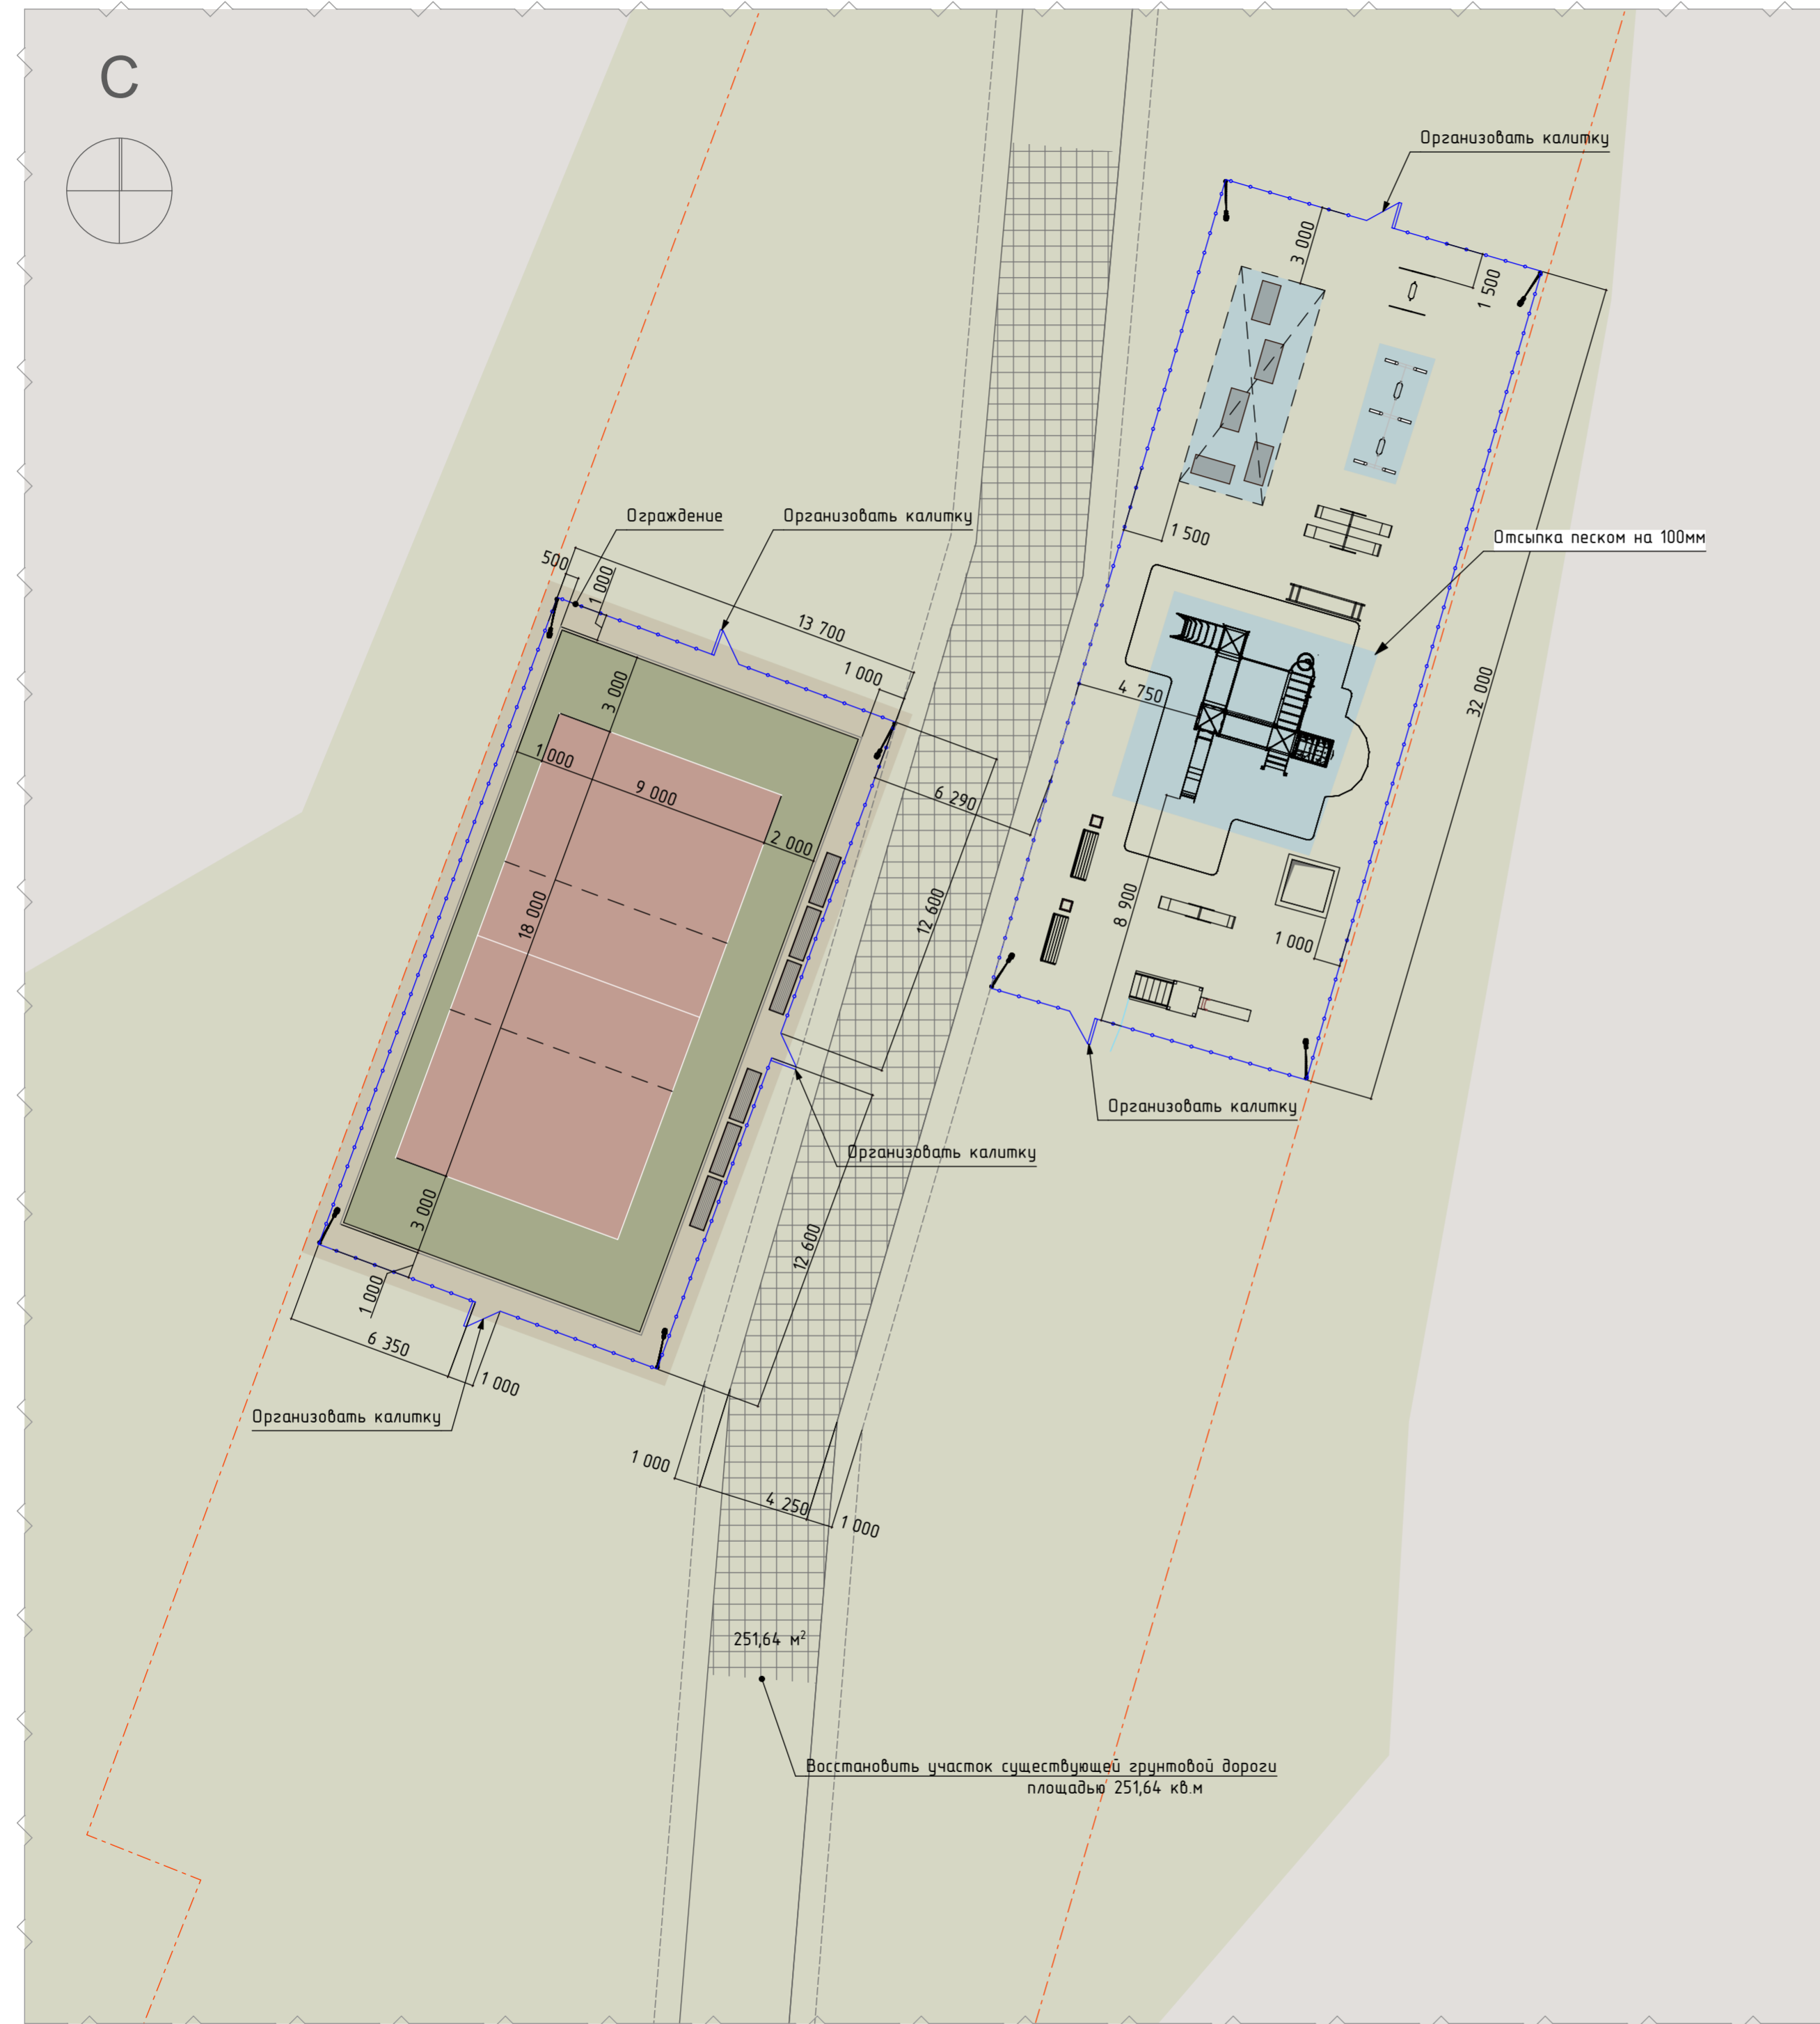 С
Организовать калитку
3 000
1 500
Ограждение
Организовать калитку
1 500
Отсыпка песком на 100мм
500
1 000
13 700
1 000
3 000
4 750
32 000
1 000
9 000
6 290
2 000
18 000
12 600
8 900
1 000
Организовать калитку
Организовать калитку
3 000
12 600
1 000
6 350
1 000
Организовать калитку
1 000
4 250
1 000
251,64 м²
Восстановить участок существующей грунтовой дороги
площадью 251,64 кв.м